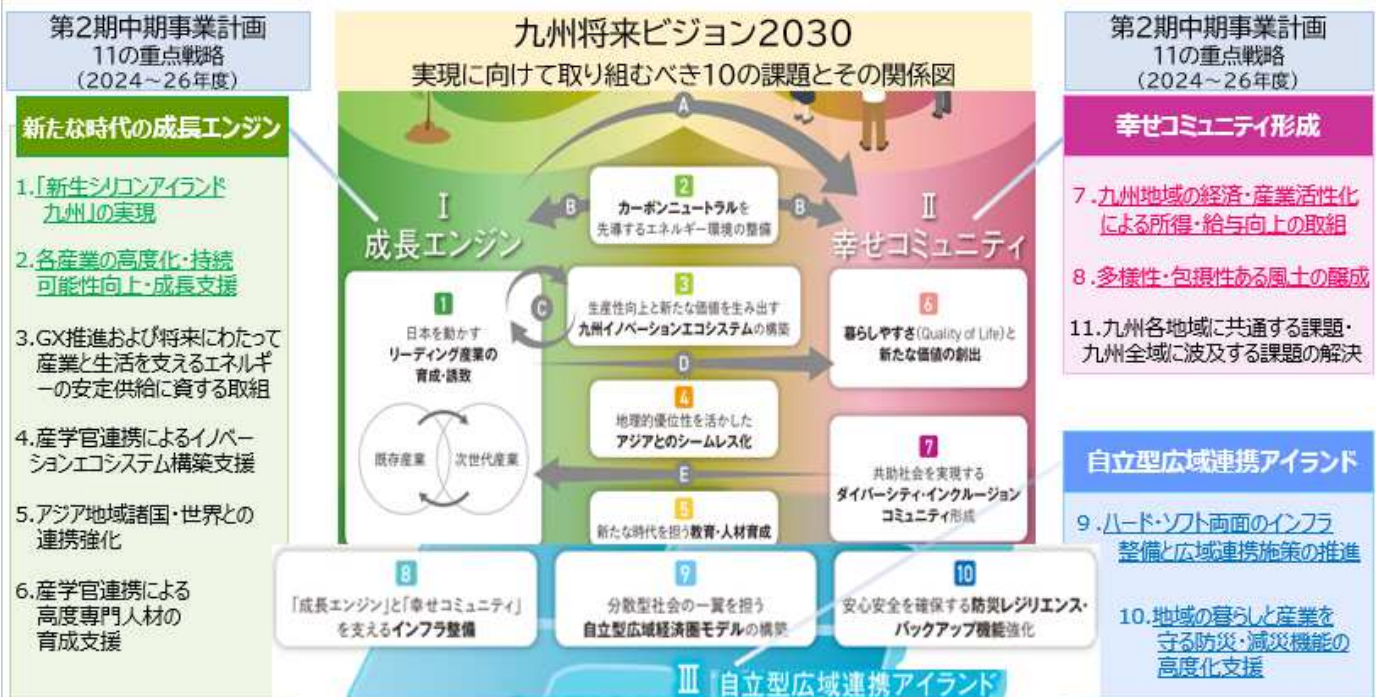 第2期中期事業計画
11の重点戦略
（2024～26年度）
新たな時代の成長エンジン
1.「新生シリコンアイランド
九州」の実現
2.各産業の高度化・持続
可能性向上・成長支援
3.GX推進および将来にわたって
産業と生活を支えるエネルギ
ーの安定供給に資する取組
4.産学官連携によるイノベー
ションエコシステム構築支援
5.アジア地域諸国・世界との
連携強化
6.産学官連携による
高度専門人材の
育成支援
九州将来ビジョン2030
実現に向けて取り組むべき10の課題とその関係図
A
I
成長エンジン
B
2
カーボンニュートラルを
先導するエネルギー環境の整備
B
II
幸せコミュニティ
1
日本を動かす
リーディング産業の
育成・誘致
既存産業
次世代産業
C
3
生産性向上と新たな価値を生み出す
九州イノベーションエコシステムの構築
D
4
地理的優位性を活かした
アジアとのシームレス化
E
5
新たな時代を担う教育・人材育成
6
暮らしやすさ(Quality of Life)と
新たな価値の創出
7
共助社会を実現する
ダイバーシティ・インクルージョン
コミュニティ形成
8
「成長エンジン」と「幸せコミュニティ」
を支えるインフラ整備
9
分散型社会の一翼を担う
自立型広域経済圏モデルの構築
10
安心安全を確保する防災レジリエンス・
バックアップ機能強化
III 自立型広域連携アイランド
第2期中期事業計画
11の重点戦略
（2024～26年度）
幸せコミュニティ形成
7.九州地域の経済・産業活性化
による所得・給与向上の取組
8.多様性・包摂性ある風土の醸成
11.九州各地域に共通する課題・
九州全域に波及する課題の解決
自立型広域連携アイランド
9.ハード・ソフト両面のインフラ
整備と広域連携施策の推進
10.地域の暮らしと産業を
守る防災・減災機能の
高度化支援